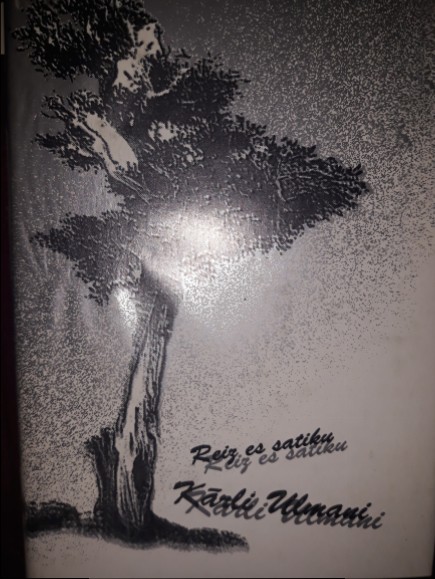 Reiz es satiku
Kārli Ulmani